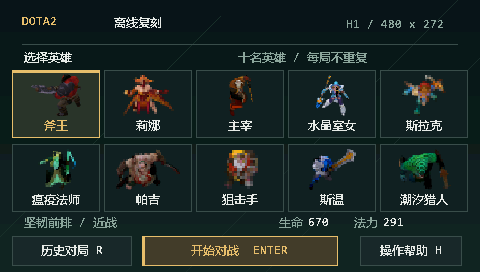 DOTA2 离线复刻 H1 / 480 x 272
选择英雄 十名英雄 / 每局不重复
斧王 莉娜 主宰 水晶室女 斯拉克
瘟疫法师 帕吉 狙击手 斯温 潮汐猎人
坚韧前排 / 近战 生命 670 法力 291
历史对局 R 开始对战 ENTER 操作帮助 H